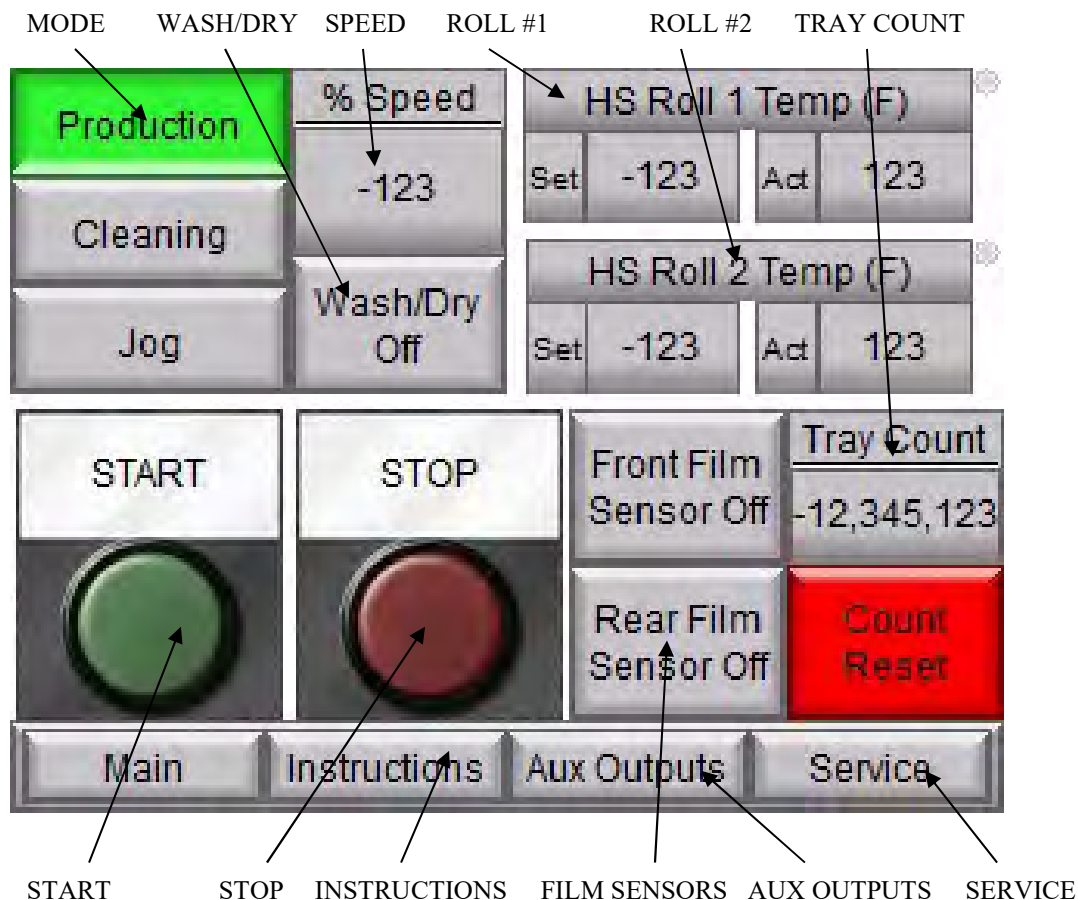 MODE WASH/DRY SPEED ROLL #1 ROLL #2 TRAY COUNT
Production
Cleaning
Jog
% Speed
-123
Wash/Dry
Off
HS Roll 1 Temp (F)
Set -123 Act 123
HS Roll 2 Temp (F)
Set -123 Act 123
START
STOP
Front Film
Sensor Off
Tray Count
-12,345,123
Rear Film
Sensor Off
Count
Reset
Main Instructions Aux Outputs Service
START STOP INSTRUCTIONS FILM SENSORS AUX OUTPUTS SERVICE